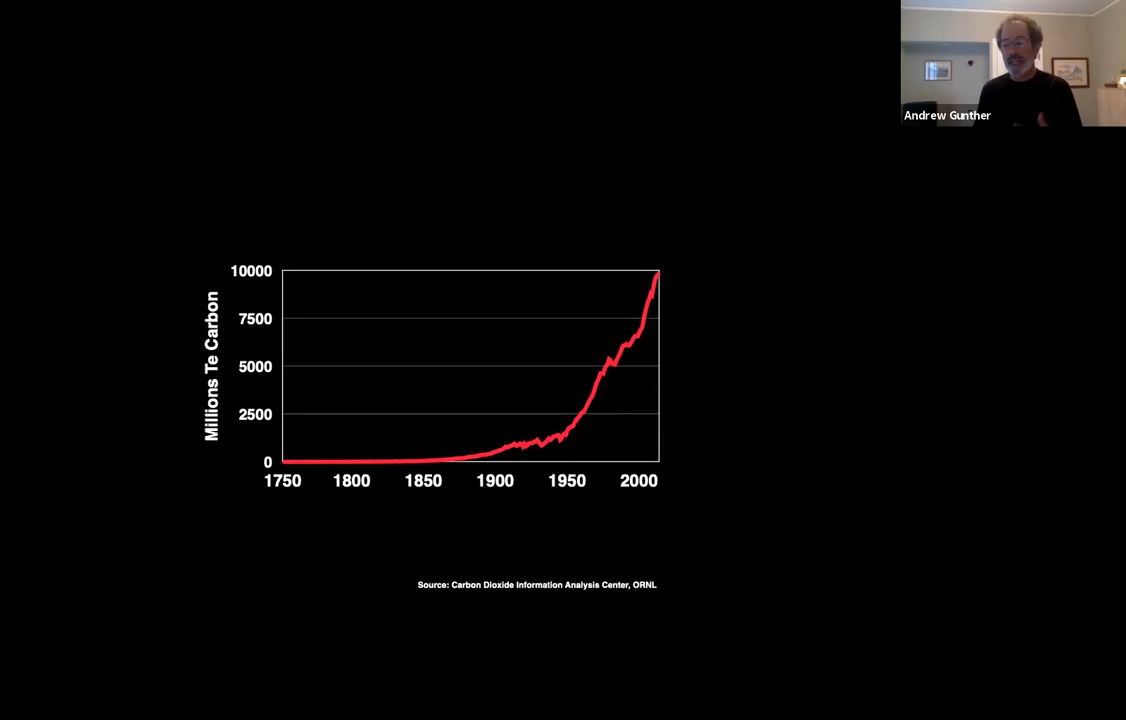 Andrew Gunther
10000
7500
5000
2500
0
Millions Te Carbon
1750 1800 1850 1900 1950 2000
Source: Carbon Dioxide Information Analysis Center, ORNL